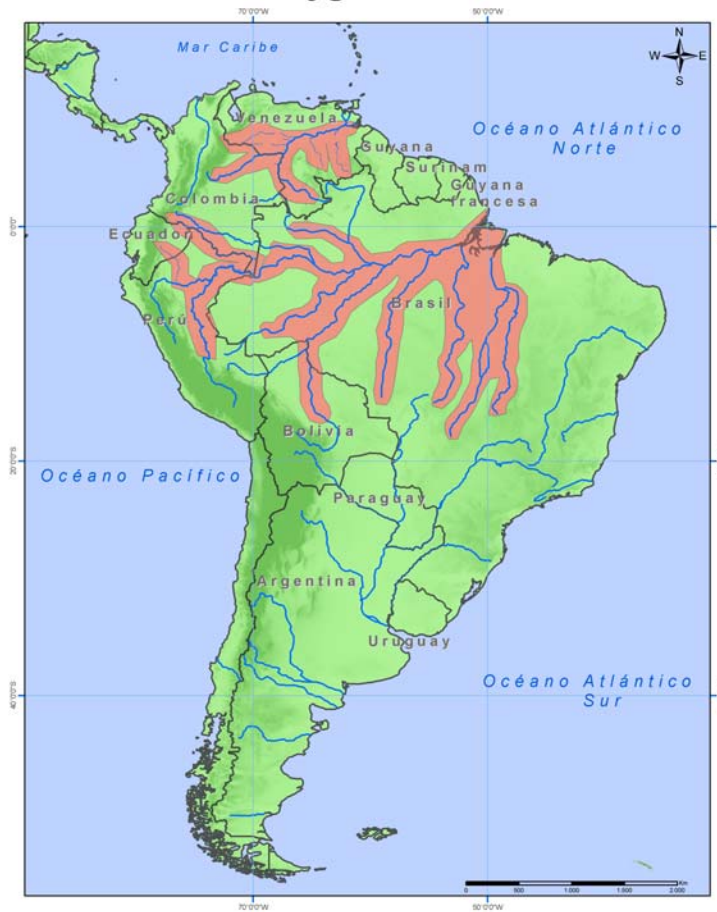 70°0'0"W
50°0'0"W
Mar Caribe
N
W
E
S
Venezuela
Océano Atlántico
Norte
Guyana
Surinam
Guyana
francesa
Colombia
0°0'0"
Ecuador
Brasil
Perú
Bolivia
20°0'0"S
Océano Pacífico
Paraguay
Argentina
Uruguay
Océano Atlántico
Sur
40°0'0"S
Km
0
500
1.000
1.500
2.000
70°0'0"W
50°0'0"W